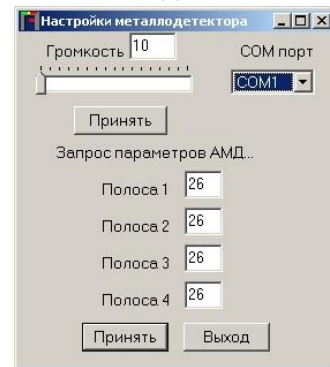 Настройки металлодетектора
Громкость 10 COM порт
COM1
Принять
Запрос параметров АМД...
Полоса 1 26
Полоса 2 26
Полоса 3 26
Полоса 4 26
Принять Выход